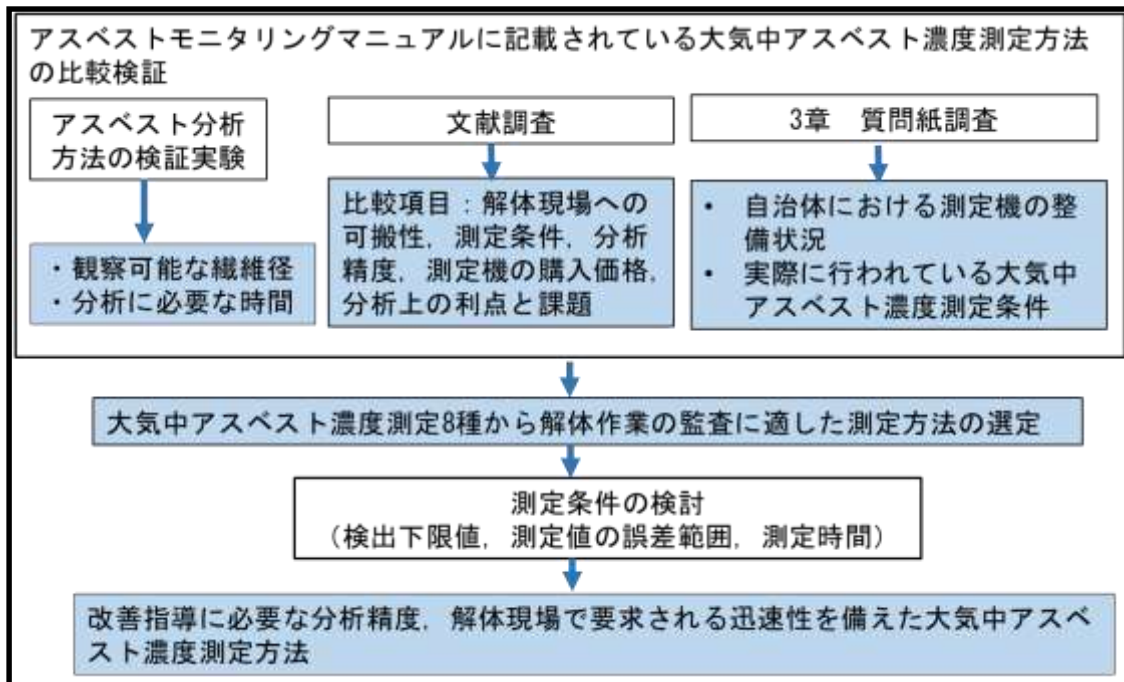 アスベストモニタリングマニュアルに記載されている大気中アスベスト濃度測定方法
の比較検証
アスベスト分析
方法の検証実験
・観察可能な繊維径
・分析に必要な時間
文献調査
比較項目：解体現場への
可搬性，測定条件，分析
精度，測定機の購入価格，
分析上の利点と課題
3章　質問紙調査
• 自治体における測定機の整
備状況
• 実際に行われている大気中
アスベスト濃度測定条件
大気中アスベスト濃度測定8種から解体作業の監査に適した測定方法の選定
測定条件の検討
（検出下限値，測定値の誤差範囲，測定時間）
改善指導に必要な分析精度，解体現場で要求される迅速性を備えた大気中アスベ
スト濃度測定方法